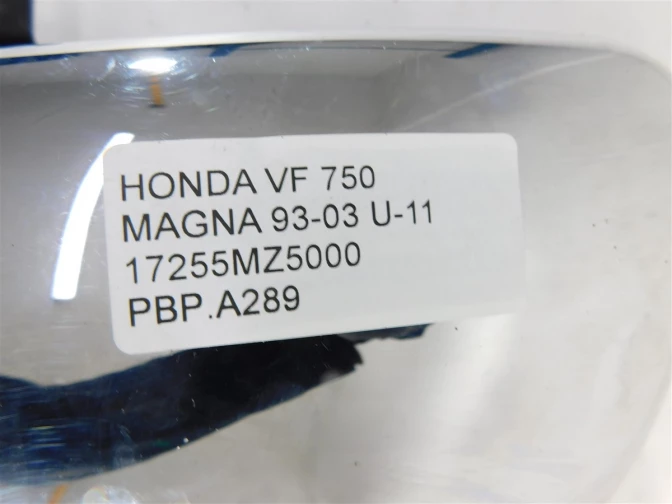 HONDA VF 750
MAGNA 93-03 U-11
17255MZ5000
PBP.A289